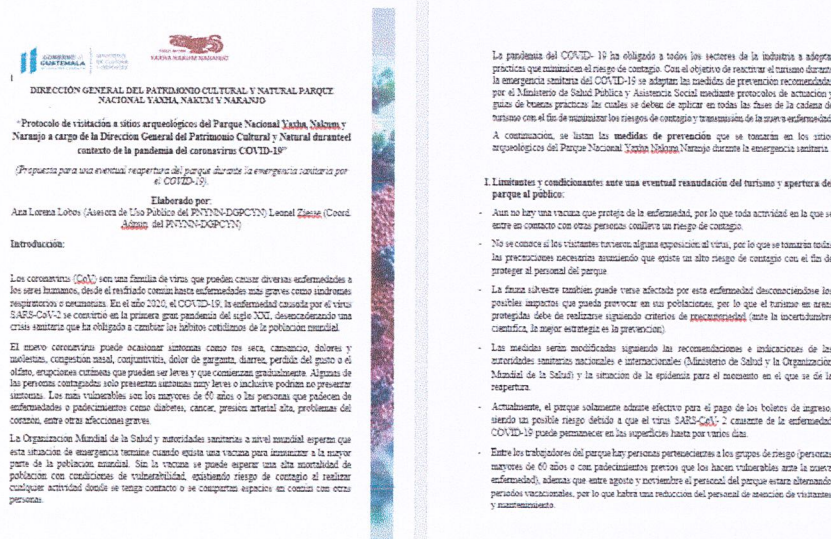 GOBIERNO de
GUATEMALA
MINISTERIO
DE CULTURA
Y DEPORTES
YAXHA NAKUM NARANJO
DIRECCIÓN GENERAL DEL PATRIMONIO CULTURAL Y NATURAL PARQUE
NACIONAL YAXHA, NAKUM Y NARANJO
"Protocolo de visitación a sitios arqueológicos del Parque Nacional Yaxha, Nakum y
Naranjo a cargo de la Direccion General del Patrimonio Cultural y Natural duranteel
contexto de la pandemia del coronavirus COVID-19"
(Propuesta para una eventual reapertura del parque durante la emergencia sanitaria por
el COVID-19).
Elaborado por:
Ana Lorena Lobos (Asesora de Uso Público del PNYNN-DGPCYN) Leonel Ziesse (Coord.
Admin. del PNYNN-DGPCYN)
Introducción:
Los coronavirus (CoV) son una familia de virus que pueden causar diversas enfermedades a
los seres humanos, desde el resfriado comun hasta enfermedades mas graves como sindromes
respiratorios o neumonias. En el año 2020, el COVID-19, la enfermedad causada por el virus
SARS-CoV-2 se convirtió en la primera gran pandemia del siglo XXI, desencadenando una
crisis sanitaria que ha obligado a cambiar los hábitos cotidianos de la población mundial.
El nuevo coronavirus puede ocasionar sintomas como tos seca, cansancio, dolores y
molestias, congestion nasal, conjuntivitis, dolor de garganta, diarrea, perdida del gusto o el
olfato, erupciones cutáneas que pueden ser leves y que comienzan gradualmente. Algunas de
las personas contagiadas solo presentan sintomas muy leves o inclusive podrian no presentar
sintomas. Los mas vulnerables son los mayores de 60 años o las personas que padecen de
enfermedades o padecimientos como diabetes, cancer, presion arterial alta, problemas del
corazón, entre otras afecciones graves.
La Organizacion Mundial de la Salud y autoridades sanitarias a nivel mundial esperan que
esta situación de emergencia termine cuando exista una vacuna para inmunizar a la mayor
parte de la población mundial. Sin la vacuna se puede esperar una alta mortalidad de
población con condiciones de vulnerabilidad, existiendo riesgo de contagio al realizar
cualquier actividad donde se tenga contacto o se compartan espacios en comun con otras
personas.
La pandemia del COVID- 19 ha obligado a todos los sectores de la industria a adopta
practicas que minimicen el riesgo de contagio. Con el objetivo de reactivar el turismo durante
la emergencia sanitaria del COVID-19 se adaptan las medidas de prevención recomendadas
por el Ministerio de Salud Publica y Asistencia Social mediante protocolos de actuación y
guias de buenas prácticas las cuales se deben de aplicar en todas las fases de la cadena de
turismo con el fin de minimizar los riesgos de contagio y transmisión de la nueva enfermedad
A continuación, se listan las medidas de prevención que se tomarán en los sitio
arqueológicos del Parque Nacional Yaxha Nakum Naranjo durante la emergencia sanitaria
I. Limitantes y condicionantes ante una eventual reanudación del turismo y apertura de
parque al público:
- Aun no hay una vacuna que proteja de la enfermedad, por lo que toda actividad en la que se
entre en contacto con otras personas conlleva un riesgo de contagio.
- No se conoce si los visitantes tuvieron alguna exposición al virus, por lo que se tomarán toda
las precauciones necesarias asumiendo que existe un alto riesgo de contagio con el fin de
proteger al personal del parque
- La fauna silvestre tambien puede verse afectada por esta enfermedad desconociendose los
posibles impactos que pueda provocar en sus poblaciones, por lo que el turismo en areas
protegidas debe de realizarse siguiendo criterios de precautoriedad (ante la incertidumbre
cientifica, la mejor estrategia es la prevención).
- Las medidas serán modificadas siguiendo las recomendaciones e indicaciones de las
autoridades sanitarias nacionales e internacionales (Ministerio de Salud y la Organización
Mundial de la Salud) y la situación de la epidemia para el momento en el que se de la
reapertura.
- Actualmente, el parque solamente admite efectivo para el pago de los boletos de ingreso,
siendo un posible riesgo debido a que el virus SARS-CoV- 2 causante de la enfermedad
COVID-19 puede permanecer en las superficies hasta por varios dias.
- Entre los trabajadores del parque hay personas pertenecientes a los grupos de riesgo (personas
mayores de 60 años o con padecimientos previos que los hacen vulnerables ante la nueva
enfermedad), ademas que entre agosto y noviembre el personal del parque estara alternando
periodos vacacionales, por lo que habra una reducción del personal de atención de visitantes
y mantenimiento.